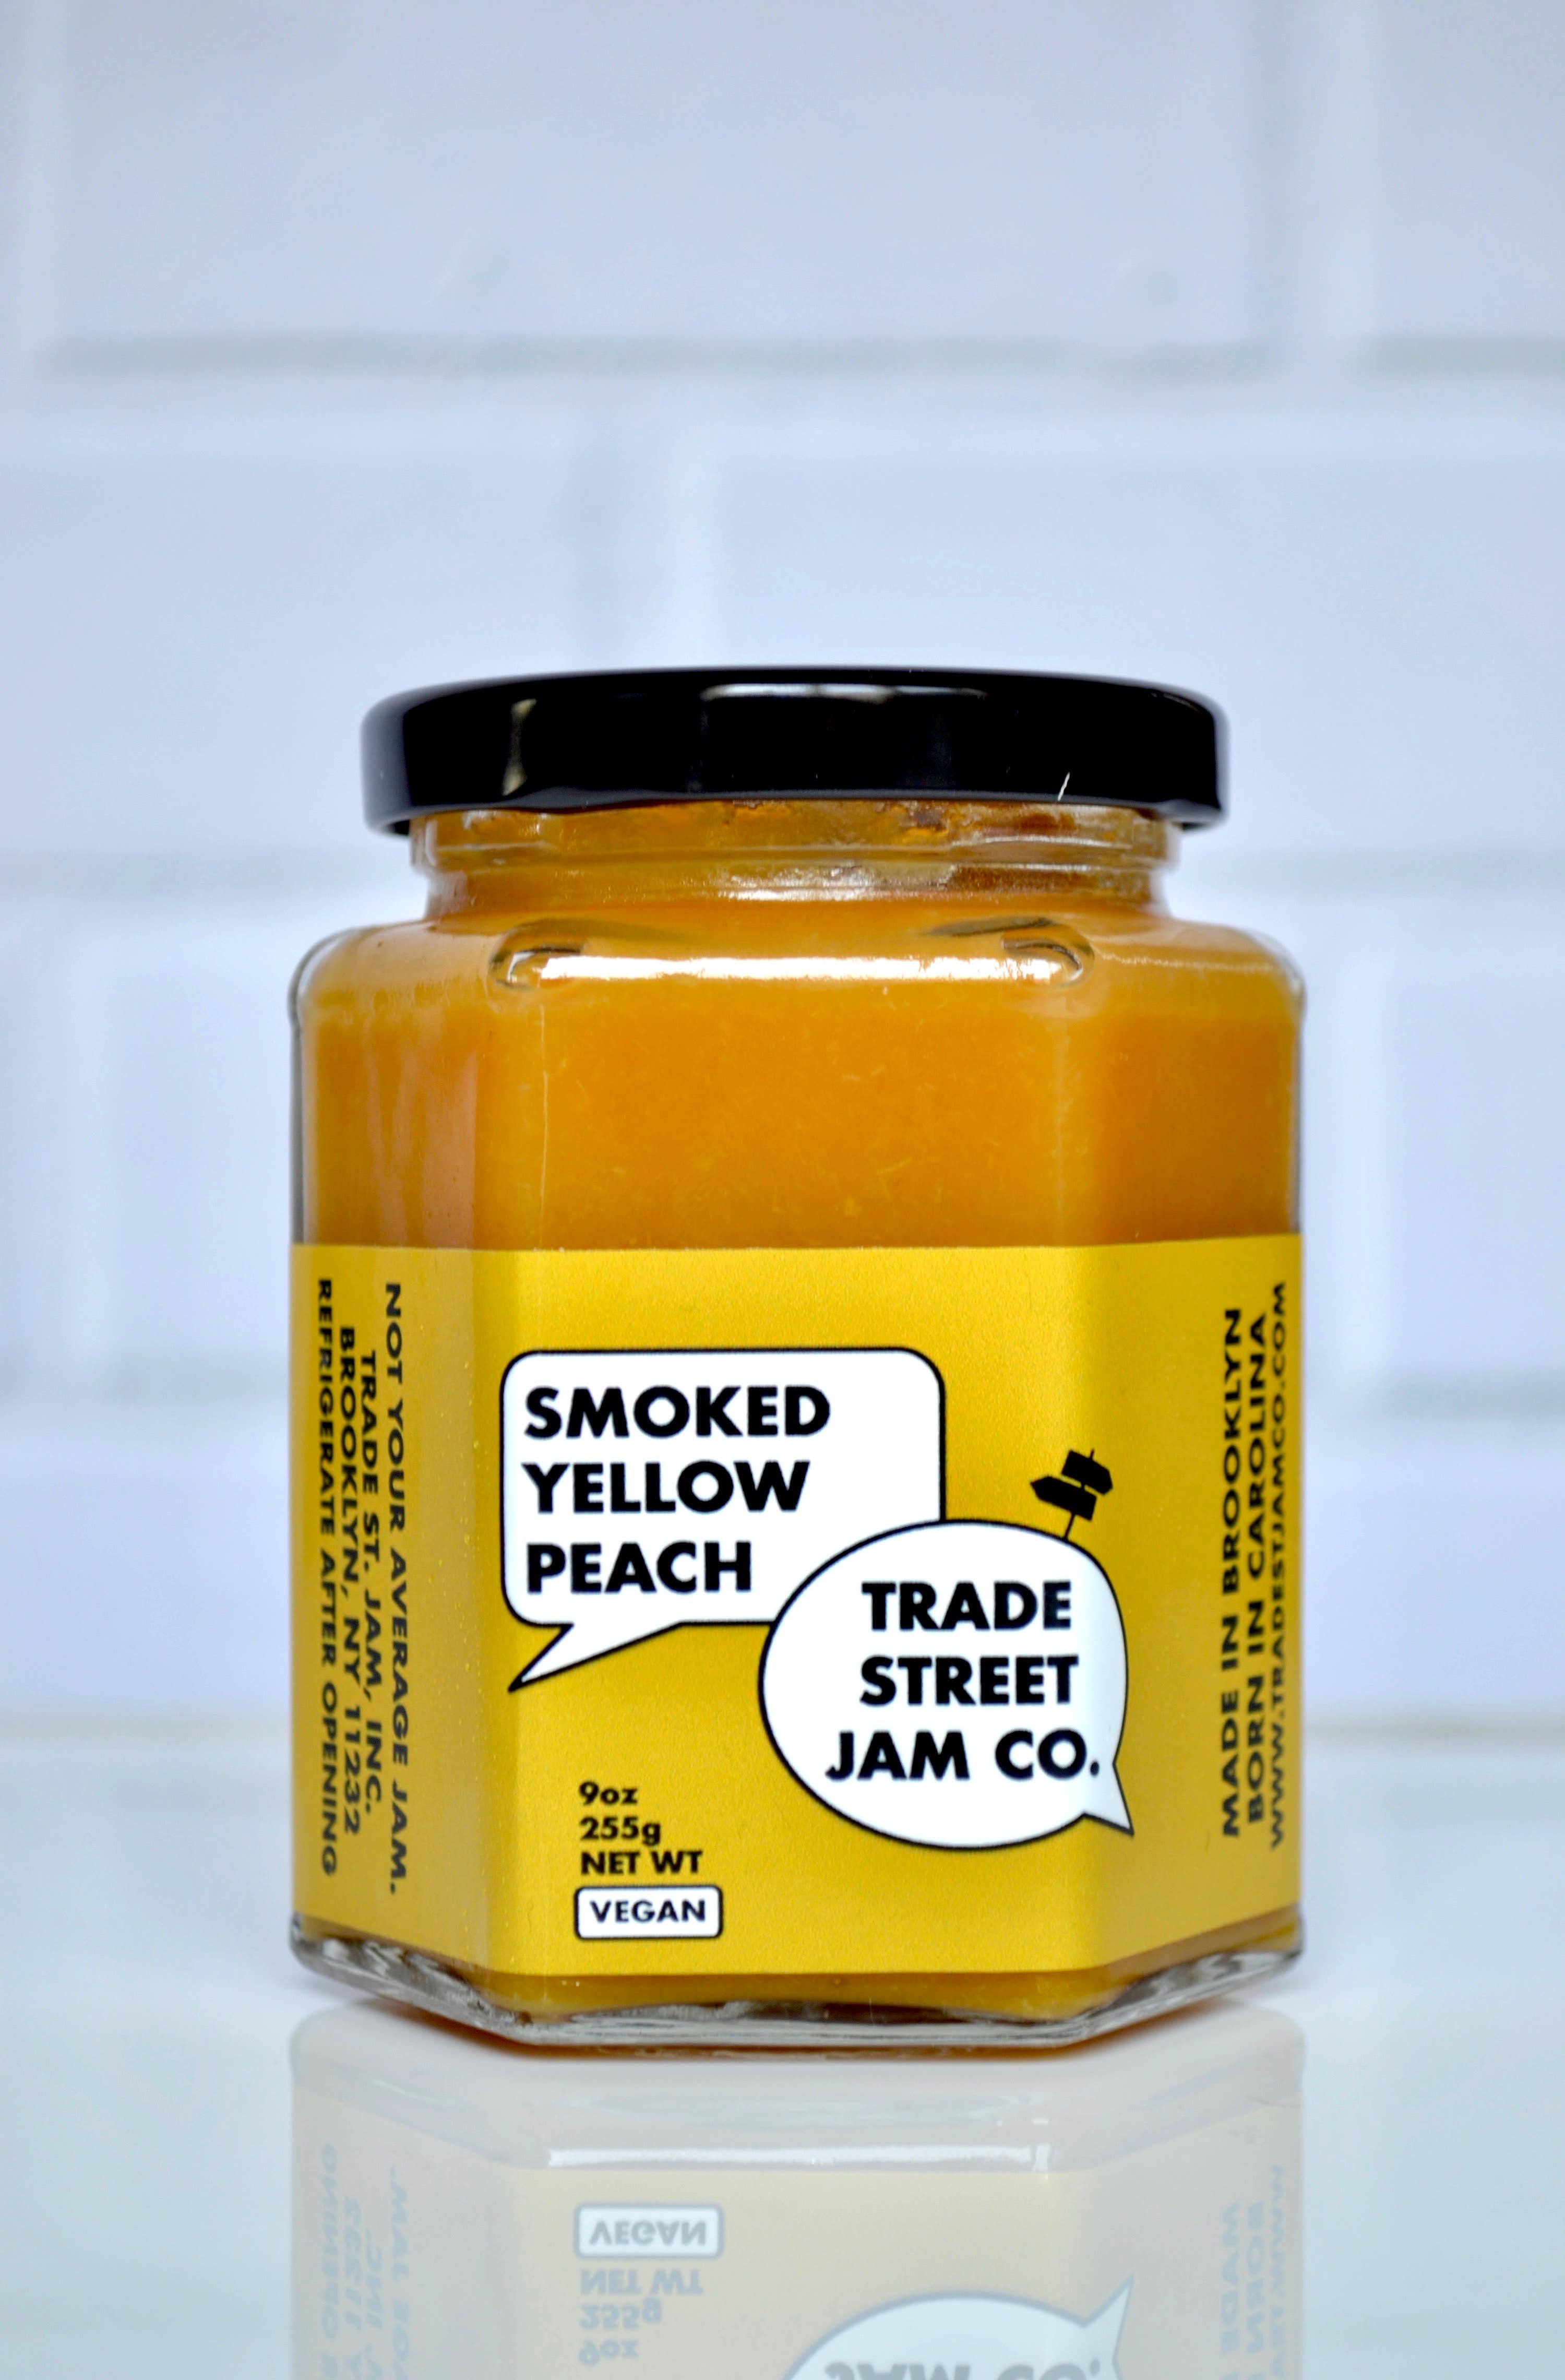 SMOKED
YELLOW
PEACH
TRADE
STREET
JAM CO.
9oz
255g
NET WT
VEGAN
NOT YOUR AVERAGE JAM.
TRADE ST. JAM, INC.
BROOKLYN, NY 11232
REFRIGERATE AFTER OPENING
MADE IN BROOKLYN
BORN IN CAROLINA
WWW.TRADESTJAMCO.COM